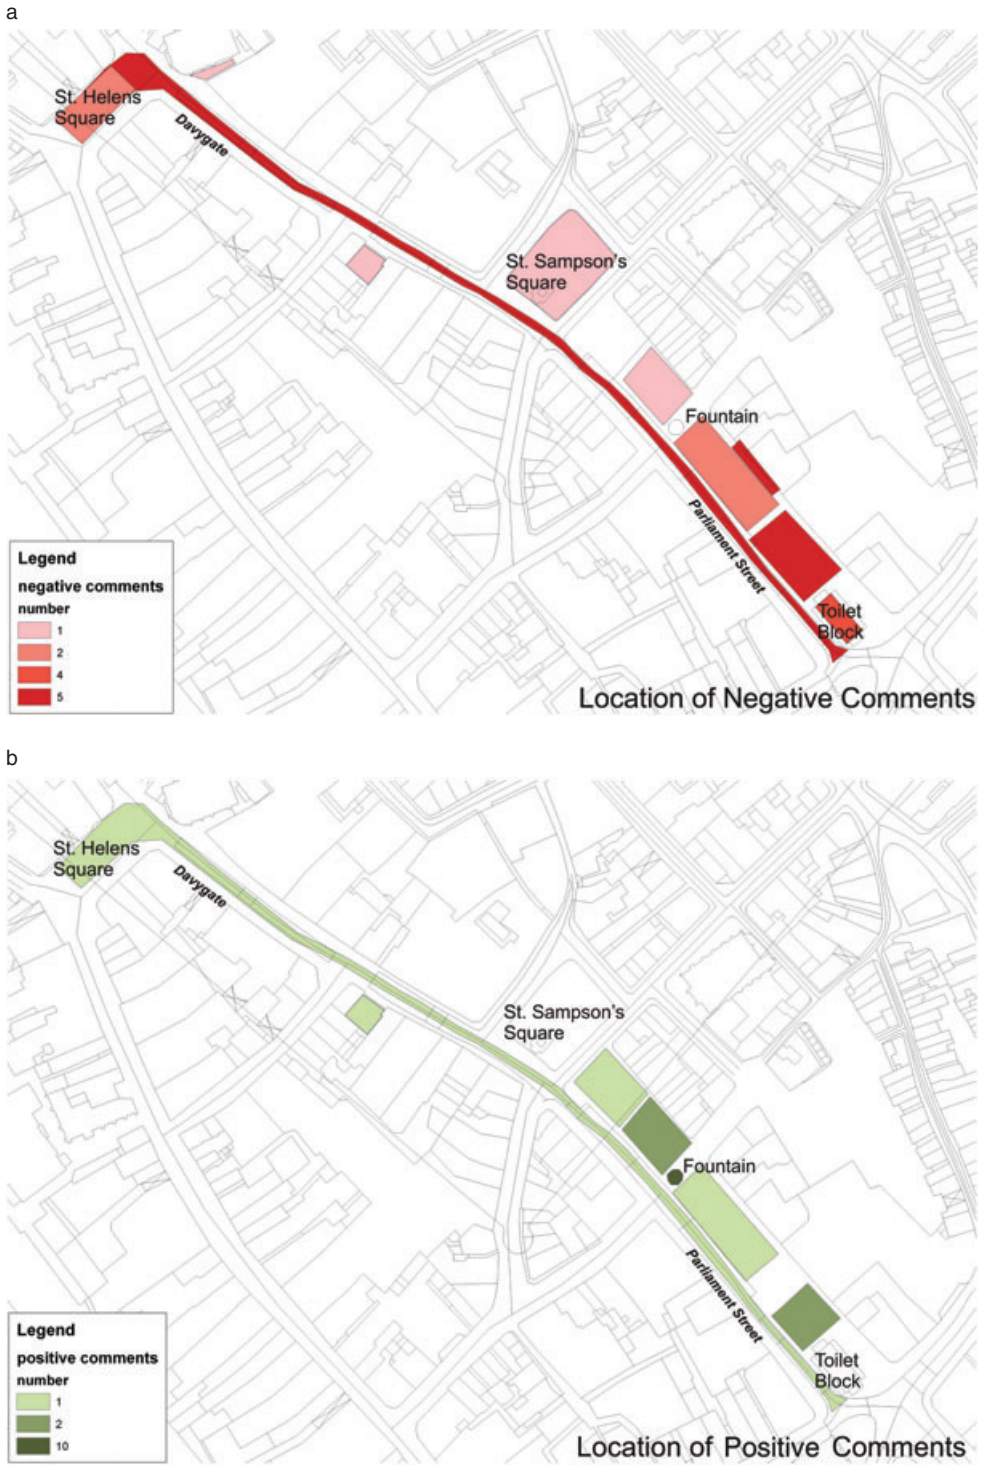 a
St. Helens
Square
Davygate
St. Sampson's
Square
Fountain
Parliament Street
Toilet
Block
Legend
negative comments
number
1
2
4
5
Location of Negative Comments
b
St. Helens
Square
Davygate
St. Sampson's
Square
Fountain
Parliament Street
Toilet
Block
Legend
positive comments
number
1
2
10
Location of Positive Comments